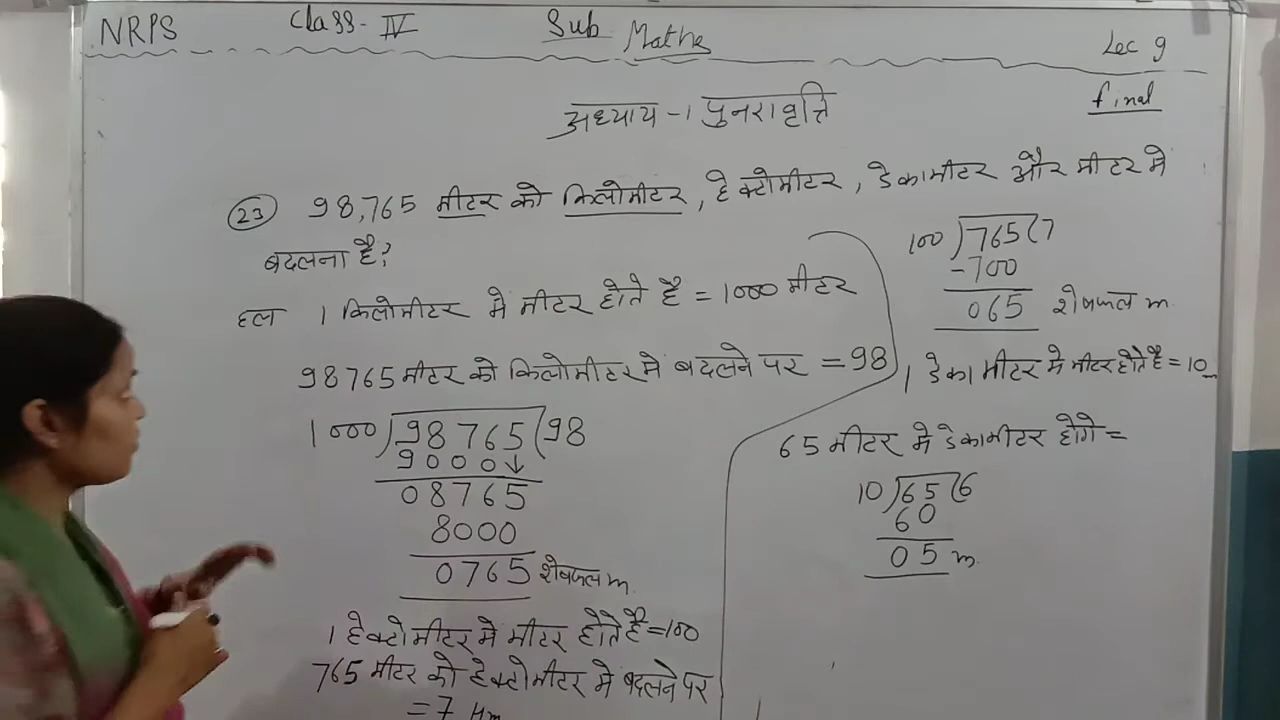 NRPS Class- IV Sub Maths Lec 9
final
अध्याय -1 पुनरावृत्ति
23 98,765 मीटर को किलोमीटर, हेक्टोमीटर, डेकामीटर और मीटर मे
बदलना है?
हल 1 किलोमीटर मे मीटर होते है = 1000 मीटर
98765 मीटर को किलोमीटर मे बदलने पर = 98
1000)98765(98
9000↓
08765
8000
0765 शेषफल m
1 हेक्टोमीटर मे मीटर होते है=100
765 मीटर को हेक्टोमीटर मे बदलने पर
=7 Hm
100)765(7
-700
065 शेषफल m
1 डेकामीटर मे मीटर होते है=10
65 मीटर मे डेकामीटर होगे =
10)65(6
60
05 m